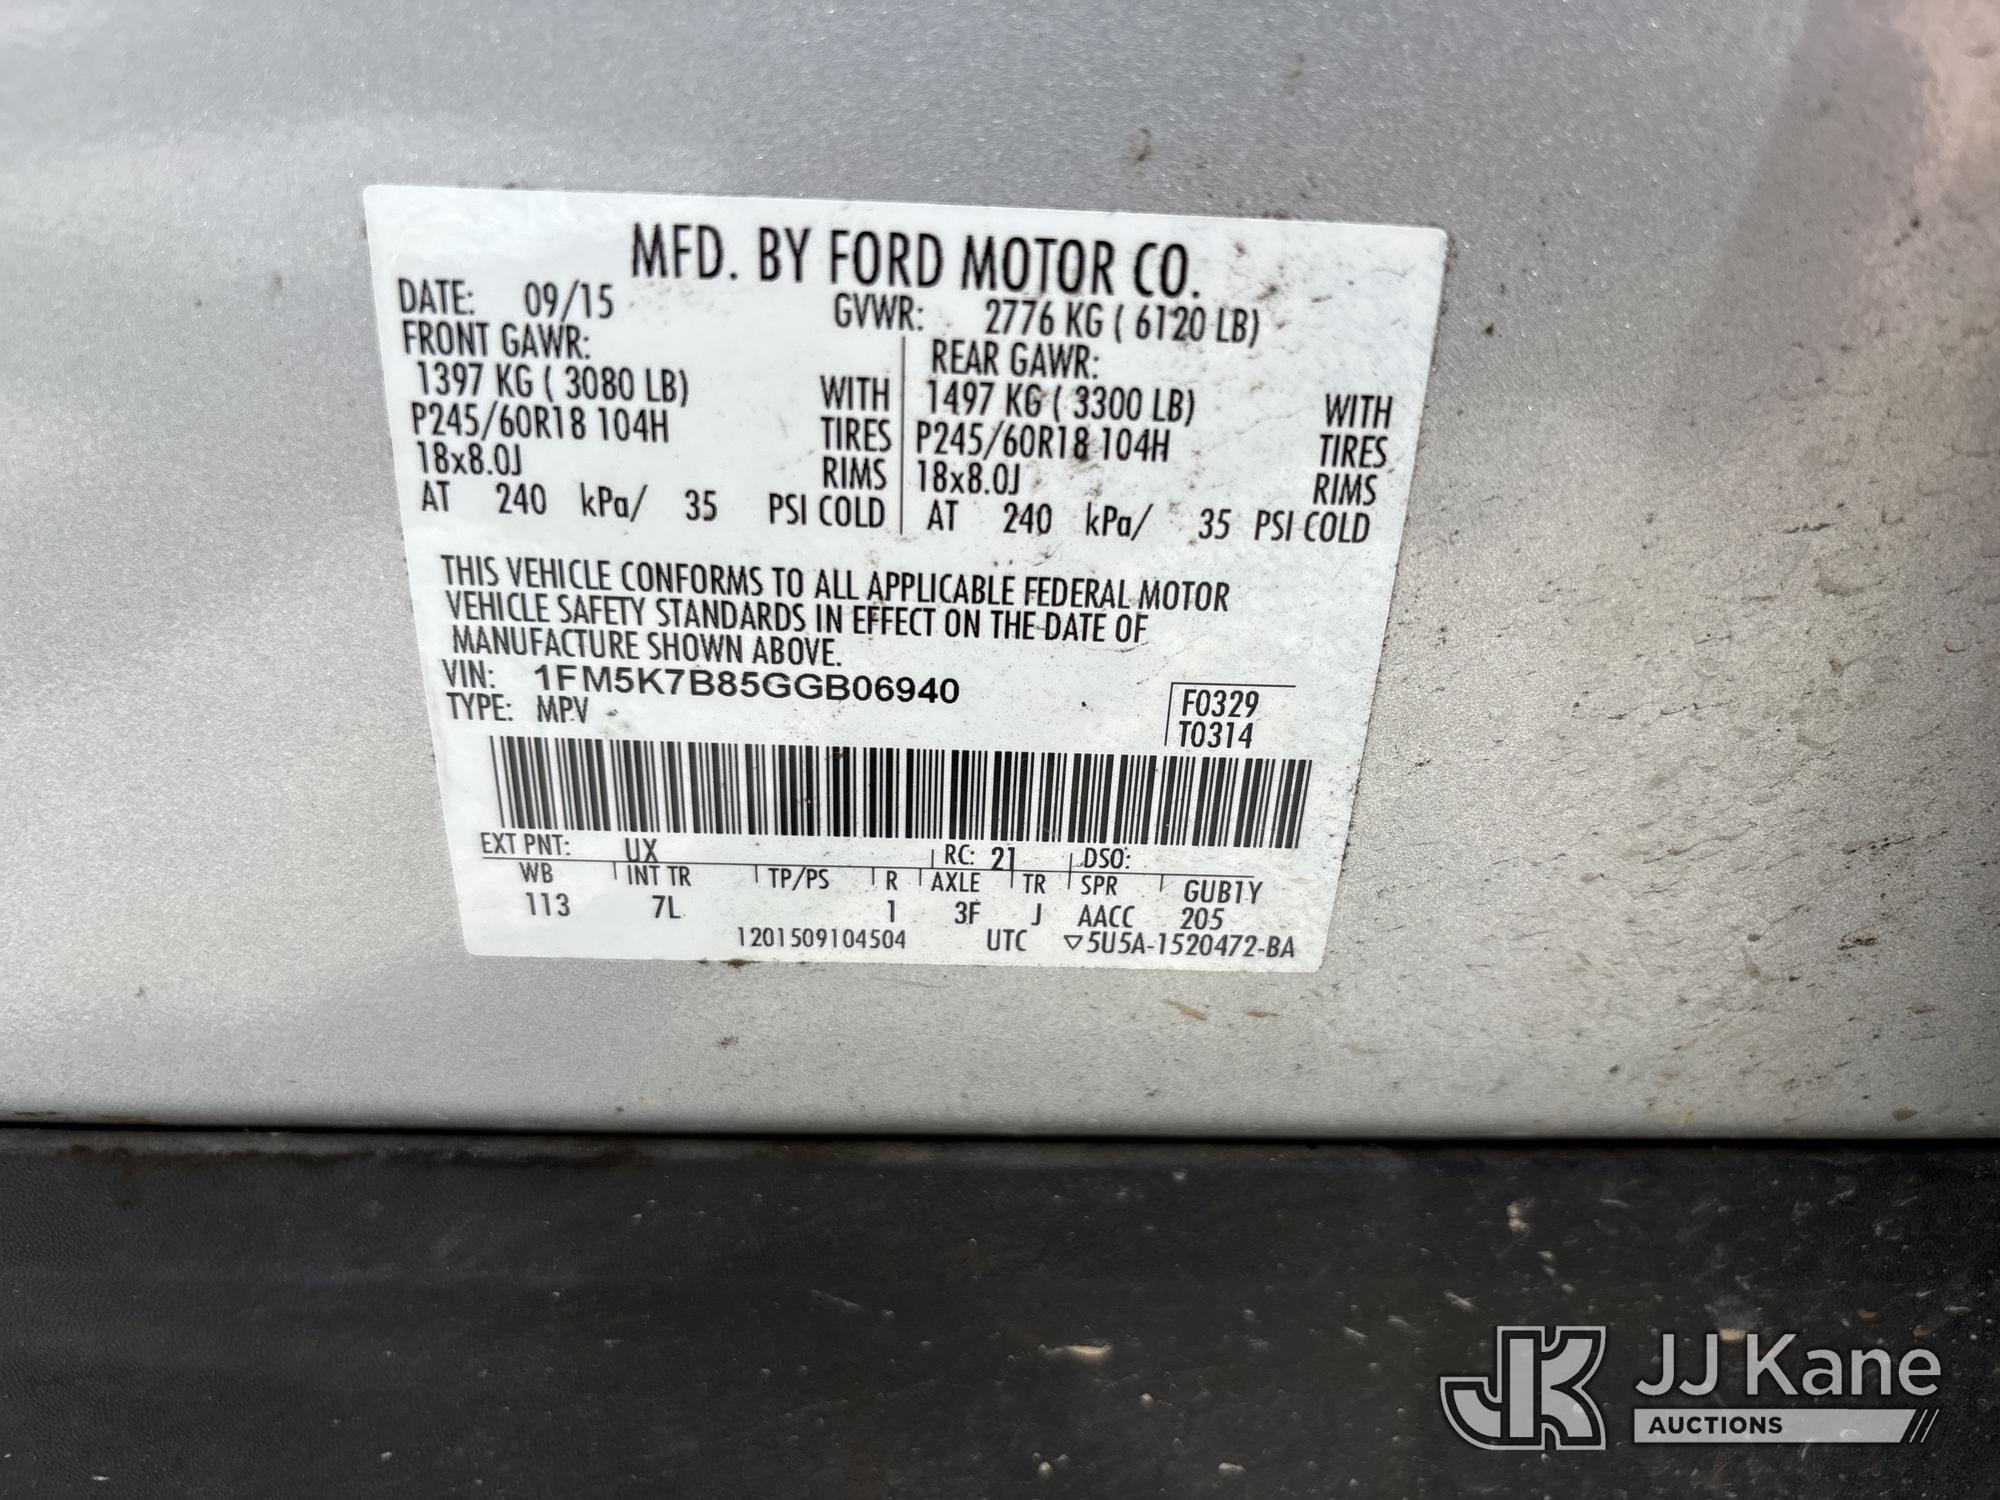 MFD. BY FORD MOTOR CO.
DATE: 09/15 GVWR: 2776 KG ( 6120 LB)
FRONT GAWR: REAR GAWR:
1397 KG ( 3080 LB) WITH 1497 KG ( 3300 LB) WITH
P245/60R18 104H TIRES P245/60R18 104H TIRES
18x8.0J RIMS 18x8.0J RIMS
AT 240 kPa/ 35 PSI COLD AT 240 kPa/ 35 PSI COLD
THIS VEHICLE CONFORMS TO ALL APPLICABLE FEDERAL MOTOR
VEHICLE SAFETY STANDARDS IN EFFECT ON THE DATE OF
MANUFACTURE SHOWN ABOVE.
VIN: 1FM5K7B85GGB06940
TYPE: MPV
F0329
T0314
EXT PNT: UX RC: 21 DSO:
WB INT TR TP/PS R AXLE TR SPR GUB1Y
113 7L 1 3F J AACC 205
1201509104504 UTC ▽5U5A-1520472-BA
JK JJ Kane
AUCTIONS